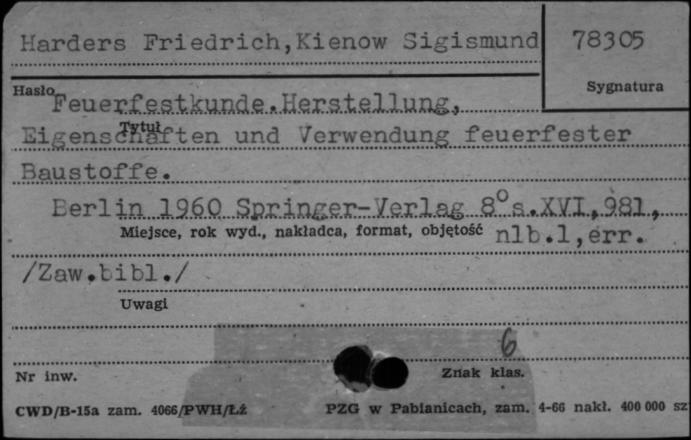 Harders Friedrich,Kienow Sigismund 78305
Hasło Sygnatura
Feuerfestkunde.Herstellung,
Tytuł
Eigenschaften und Verwendung feuerfester
Baustoffe.
Berlin 1960 Springer-Verlag 8°s.XVI,981,
Miejsce, rok wyd., nakładca, format, objętość nlb.1,err.
/Zaw.bibl./
Uwagi
6
Nr inw. Znak klas.
CWD/B-15a zam. 4066/PWH/Łź PZG w Pabianicach, zam. 4-66 nakł. 400 000 sz